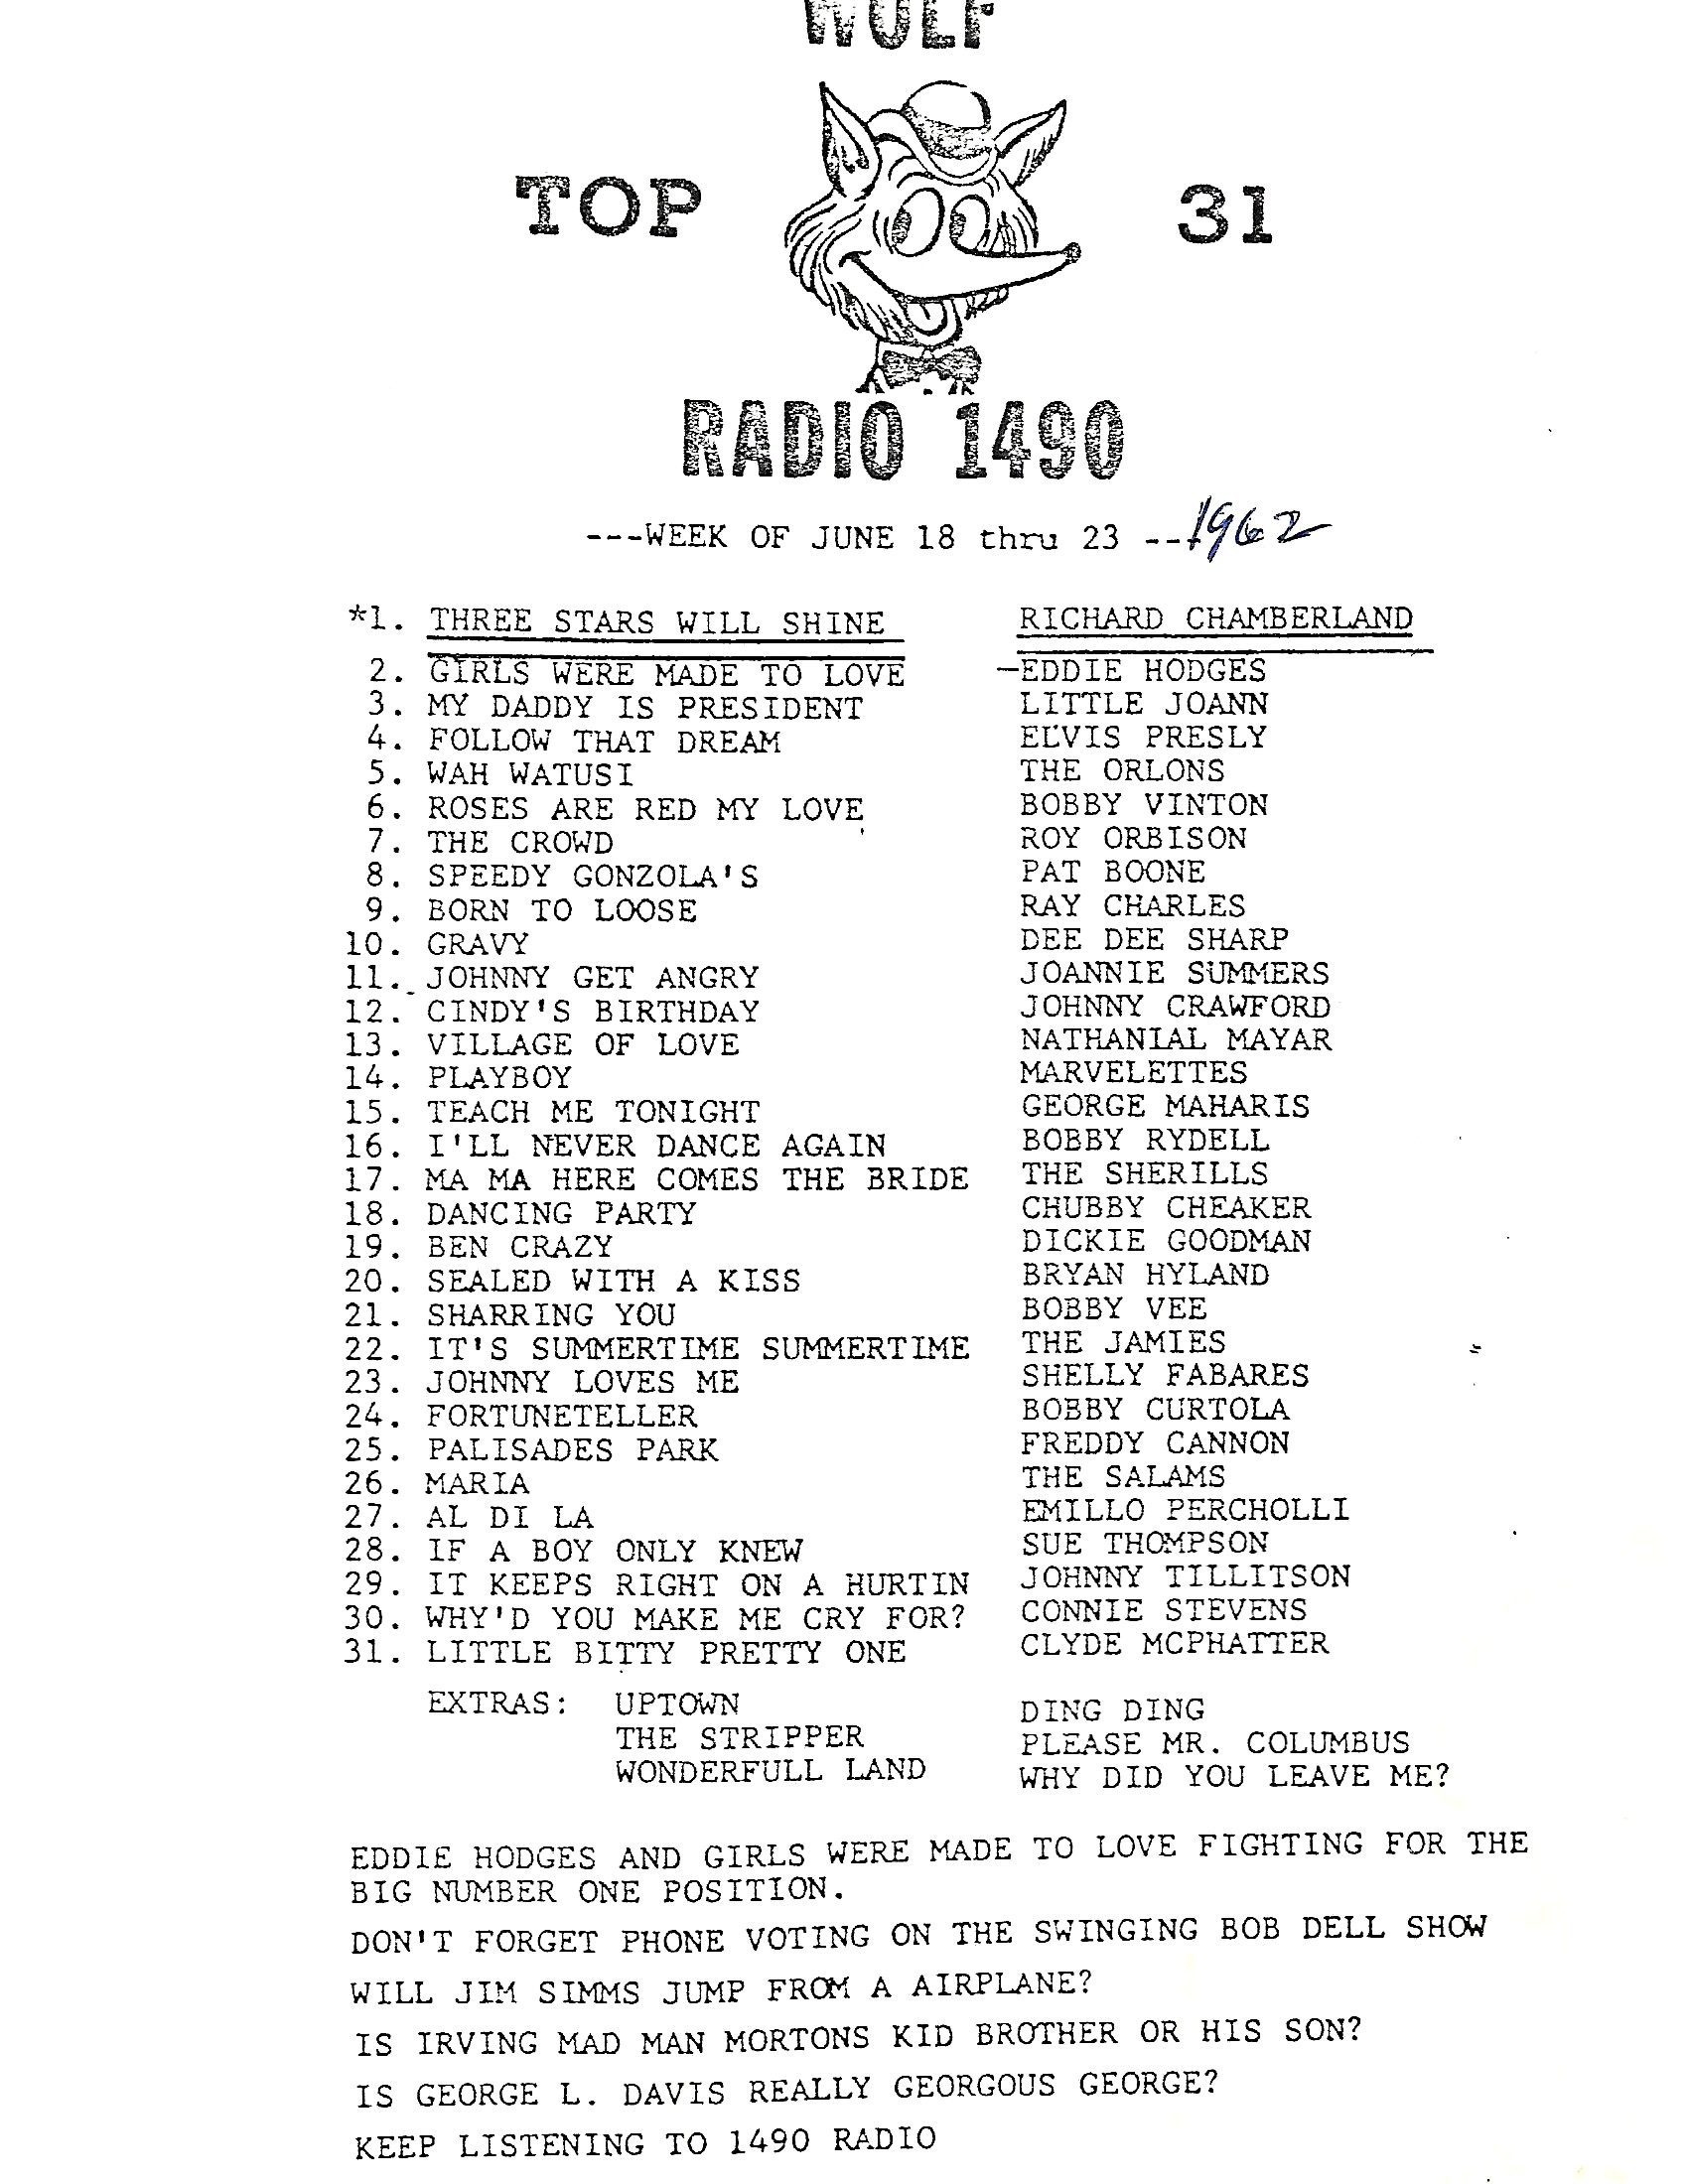 WOLF
TOP 31
RADIO 1490
---WEEK OF JUNE 18 thru 23 -- 1962
*1. THREE STARS WILL SHINE RICHARD CHAMBERLAND
2. GIRLS WERE MADE TO LOVE —EDDIE HODGES
3. MY DADDY IS PRESIDENT LITTLE JOANN
4. FOLLOW THAT DREAM ELVIS PRESLY
5. WAH WATUSI THE ORLONS
6. ROSES ARE RED MY LOVE BOBBY VINTON
7. THE CROWD ROY ORBISON
8. SPEEDY GONZOLA'S PAT BOONE
9. BORN TO LOOSE RAY CHARLES
10. GRAVY DEE DEE SHARP
11. JOHNNY GET ANGRY JOANNIE SUMMERS
12. CINDY'S BIRTHDAY JOHNNY CRAWFORD
13. VILLAGE OF LOVE NATHANIAL MAYAR
14. PLAYBOY MARVELETTES
15. TEACH ME TONIGHT GEORGE MAHARIS
16. I'LL NEVER DANCE AGAIN BOBBY RYDELL
17. MA MA HERE COMES THE BRIDE THE SHERILLS
18. DANCING PARTY CHUBBY CHEAKER
19. BEN CRAZY DICKIE GOODMAN
20. SEALED WITH A KISS BRYAN HYLAND
21. SHARRING YOU BOBBY VEE
22. IT'S SUMMERTIME SUMMERTIME THE JAMIES
23. JOHNNY LOVES ME SHELLY FABARES
24. FORTUNETELLER BOBBY CURTOLA
25. PALISADES PARK FREDDY CANNON
26. MARIA THE SALAMS
27. AL DI LA EMILLO PERCHOLLI
28. IF A BOY ONLY KNEW SUE THOMPSON
29. IT KEEPS RIGHT ON A HURTIN JOHNNY TILLITSON
30. WHY'D YOU MAKE ME CRY FOR? CONNIE STEVENS
31. LITTLE BITTY PRETTY ONE CLYDE MCPHATTER
EXTRAS: UPTOWN DING DING
THE STRIPPER PLEASE MR. COLUMBUS
WONDERFULL LAND WHY DID YOU LEAVE ME?
EDDIE HODGES AND GIRLS WERE MADE TO LOVE FIGHTING FOR THE
BIG NUMBER ONE POSITION.
DON'T FORGET PHONE VOTING ON THE SWINGING BOB DELL SHOW
WILL JIM SIMMS JUMP FROM A AIRPLANE?
IS IRVING MAD MAN MORTONS KID BROTHER OR HIS SON?
IS GEORGE L. DAVIS REALLY GEORGOUS GEORGE?
KEEP LISTENING TO 1490 RADIO